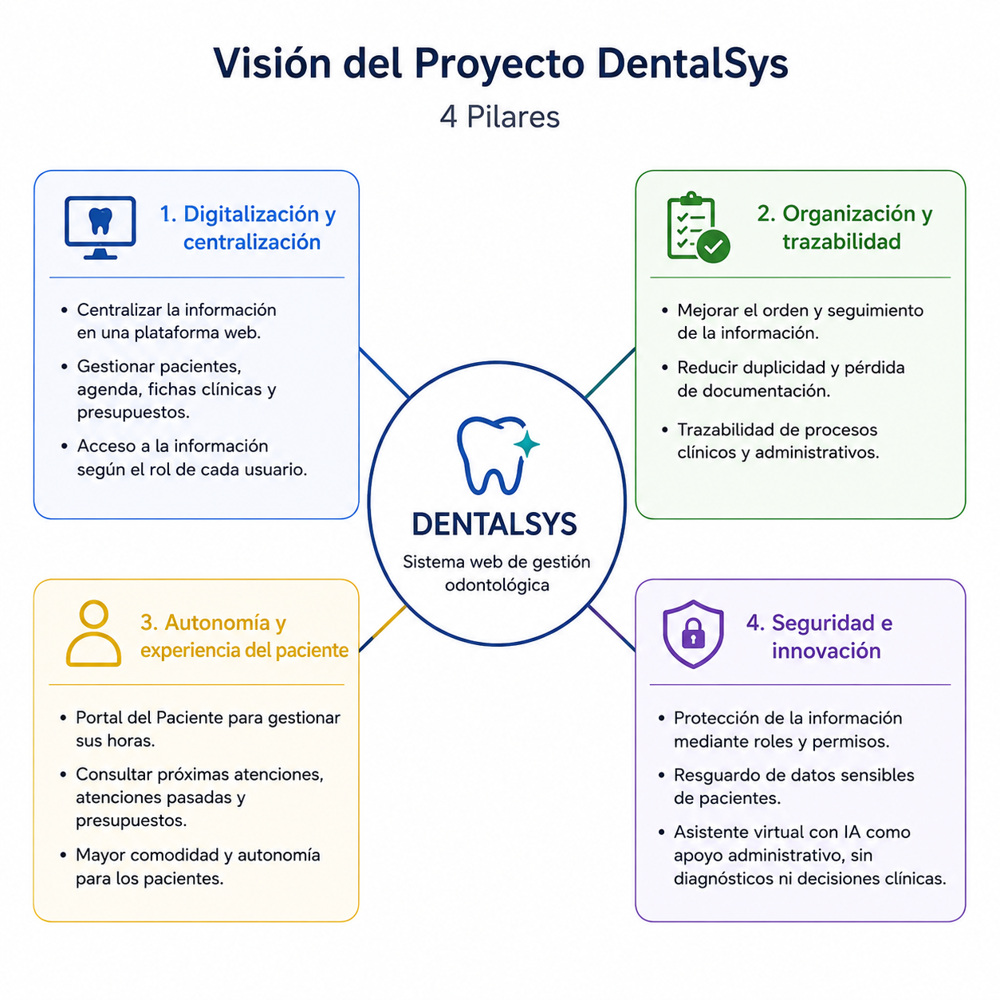 Visión del Proyecto DentalSys
4 Pilares
1. Digitalización y
centralización
• Centralizar la información
en una plataforma web.
• Gestionar pacientes,
agenda, fichas clínicas y
presupuestos.
• Acceso a la información
según el rol de cada usuario.
2. Organización y
trazabilidad
• Mejorar el orden y seguimiento
de la información.
• Reducir duplicidad y pérdida
de documentación.
• Trazabilidad de procesos
clínicos y administrativos.
DENTALSYS
Sistema web de gestión
odontológica
3. Autonomía y
experiencia del paciente
• Portal del Paciente para gestionar
sus horas.
• Consultar próximas atenciones,
atenciones pasadas y
presupuestos.
• Mayor comodidad y autonomía
para los pacientes.
4. Seguridad e
innovación
• Protección de la información
mediante roles y permisos.
• Resguardo de datos sensibles
de pacientes.
• Asistente virtual con IA como
apoyo administrativo, sin
diagnósticos ni decisiones clínicas.